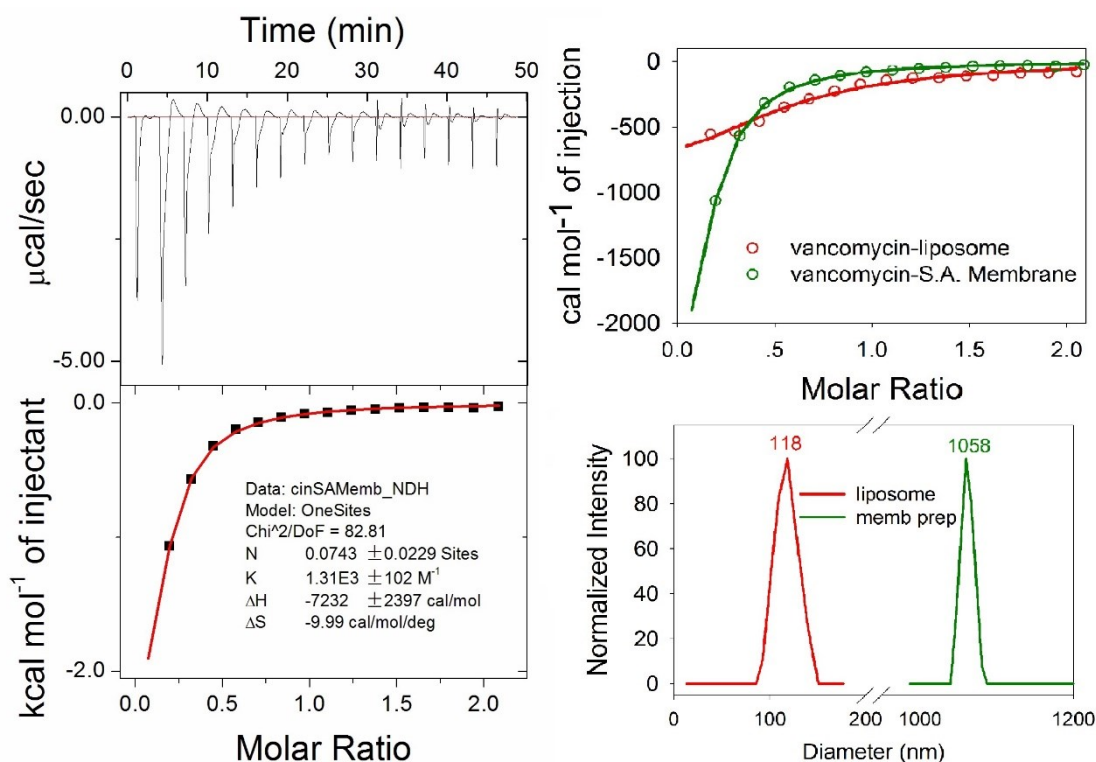 Time (min)
0 10 20 30 40 50
0.00
-5.00
µcal/sec
0.0
-2.0
kcal mol-1 of injectant
Data: cinSAMemb_NDH
Model: OneSites
Chi^2/DoF = 82.81
N 0.0743 ±0.0229 Sites
K 1.31E3 ±102 M-1
ΔH -7232 ±2397 cal/mol
ΔS -9.99 cal/mol/deg
0.0 0.5 1.0 1.5 2.0
Molar Ratio
0
-500
-1000
-1500
-2000
cal mol-1 of injection
vancomycin-liposome
vancomycin-S.A. Membrane
0.0 .5 1.0 1.5 2.0
Molar Ratio
118 1058
100
80
60
40
20
0
Normalized Intensity
liposome
memb prep
0 100 200 1000 1200
Diameter (nm)